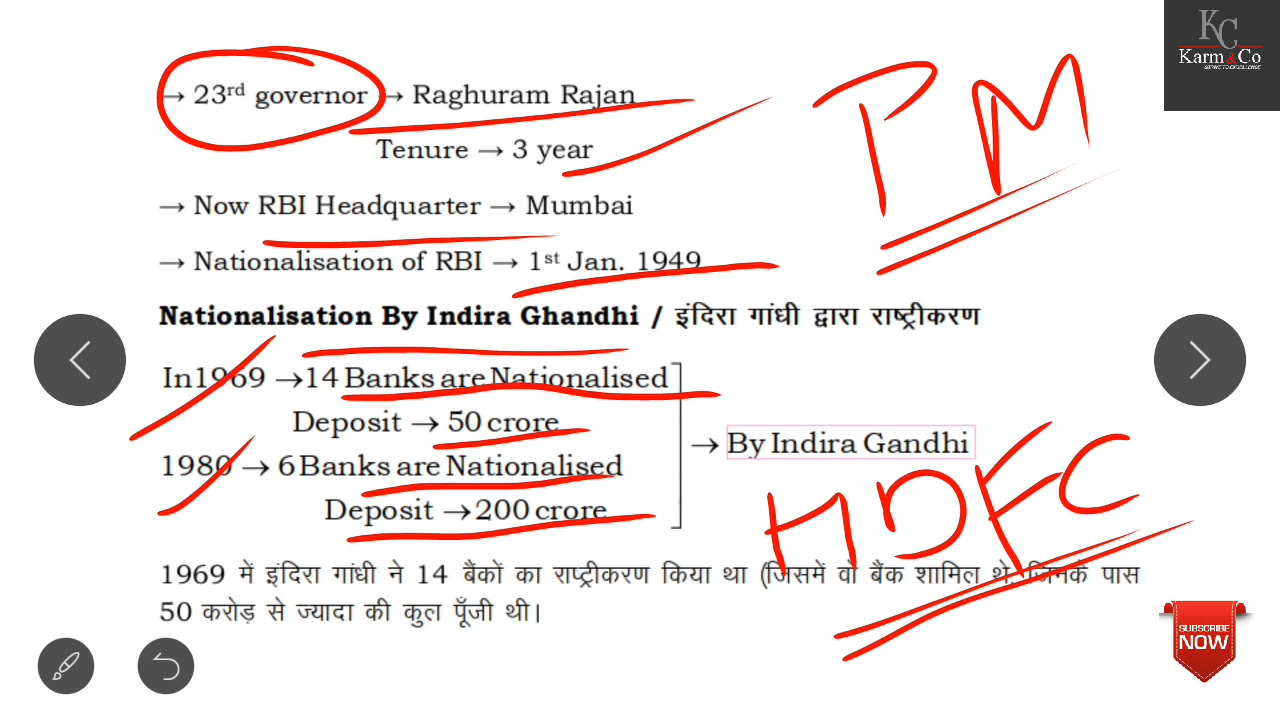 KC
Karm&Co
→ 23rd governor → Raghuram Rajan
Tenure → 3 year
→ Now RBI Headquarter → Mumbai
→ Nationalisation of RBI → 1st Jan. 1949
PM
Nationalisation By Indira Ghandhi / इंदिरा गांधी द्वारा राष्ट्रीकरण
In1969 →14 Banks are Nationalised
Deposit → 50 crore
1980 → 6 Banks are Nationalised
Deposit →200 crore
→ By Indira Gandhi
HDFC
1969 में इंदिरा गांधी ने 14 बैंकों का राष्ट्रीकरण किया था (जिसमें वो बैंक शामिल थे, जिनके पास
50 करोड़ से ज्यादा की कुल पूँजी थी।
SUBSCRIBE
NOW